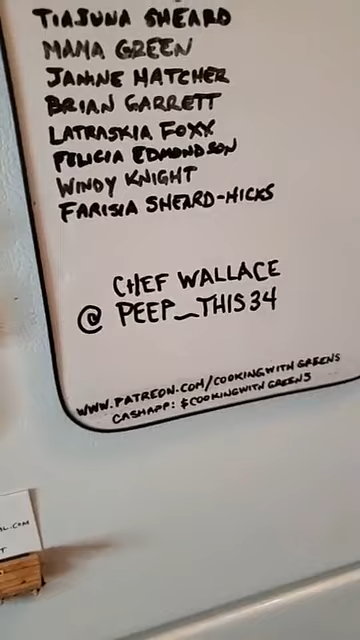 TIAJUNA SHEARD
MAMA GREEN
JANINE HATCHER
BRIAN GARRETT
LATRASKIA FOXX
FELICIA EDMONDSON
WINDY KNIGHT
FARISIA SHEARD-HICKS
CHEF WALLACE
@ PEEP_THIS34
WWW.PATREON.COM/COOKINGWITHGREENS
CASHAPP: $COOKINGWITHGREENS
L.COM
T